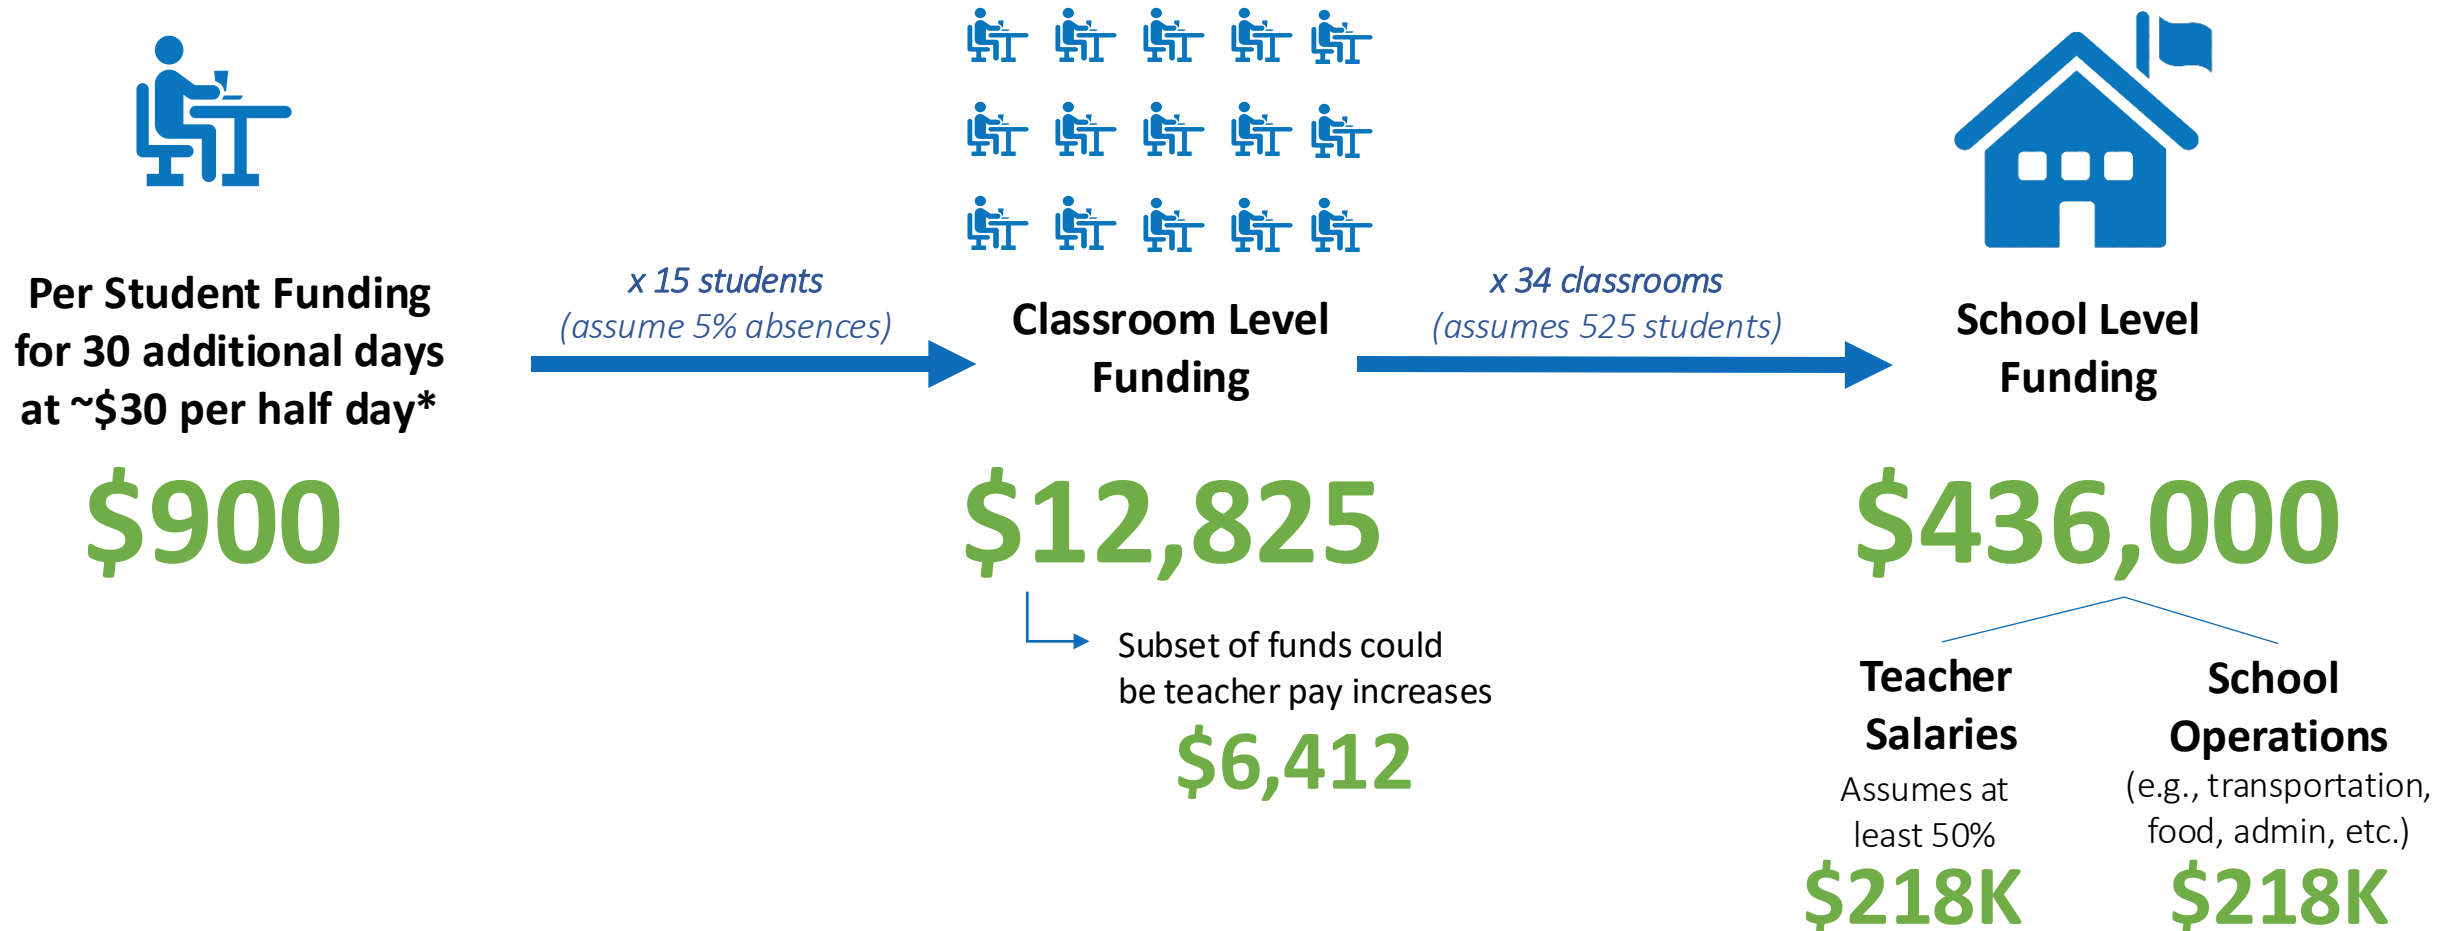 Per Student Funding
for 30 additional days
at ~$30 per half day*
$900
x 15 students
(assume 5% absences)
Classroom Level
Funding
$12,825
Subset of funds could
be teacher pay increases
$6,412
x 34 classrooms
(assumes 525 students)
School Level
Funding
$436,000
Teacher
Salaries
Assumes at
least 50%
$218K
School
Operations
(e.g., transportation,
food, admin, etc.)
$218K